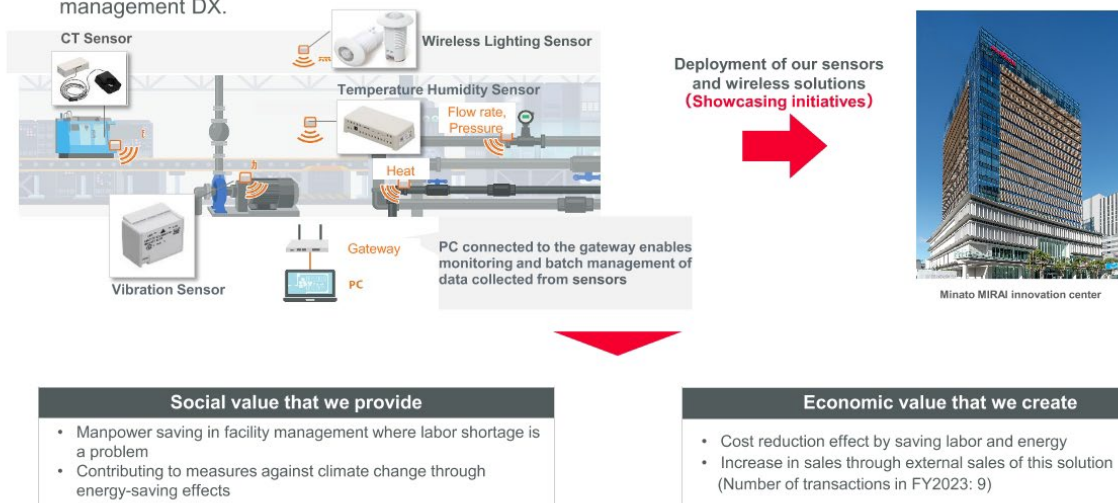 management DX.
CT Sensor
Wireless Lighting Sensor
Temperature Humidity Sensor
Flow rate,
Pressure
Heat
Vibration Sensor
Gateway
PC
PC connected to the gateway enables
monitoring and batch management of
data collected from sensors
Deployment of our sensors
and wireless solutions
(Showcasing initiatives)
Minato MIRAI innovation center
Social value that we provide
• Manpower saving in facility management where labor shortage is
a problem
• Contributing to measures against climate change through
energy-saving effects
Economic value that we create
• Cost reduction effect by saving labor and energy
• Increase in sales through external sales of this solution
(Number of transactions in FY2023: 9)